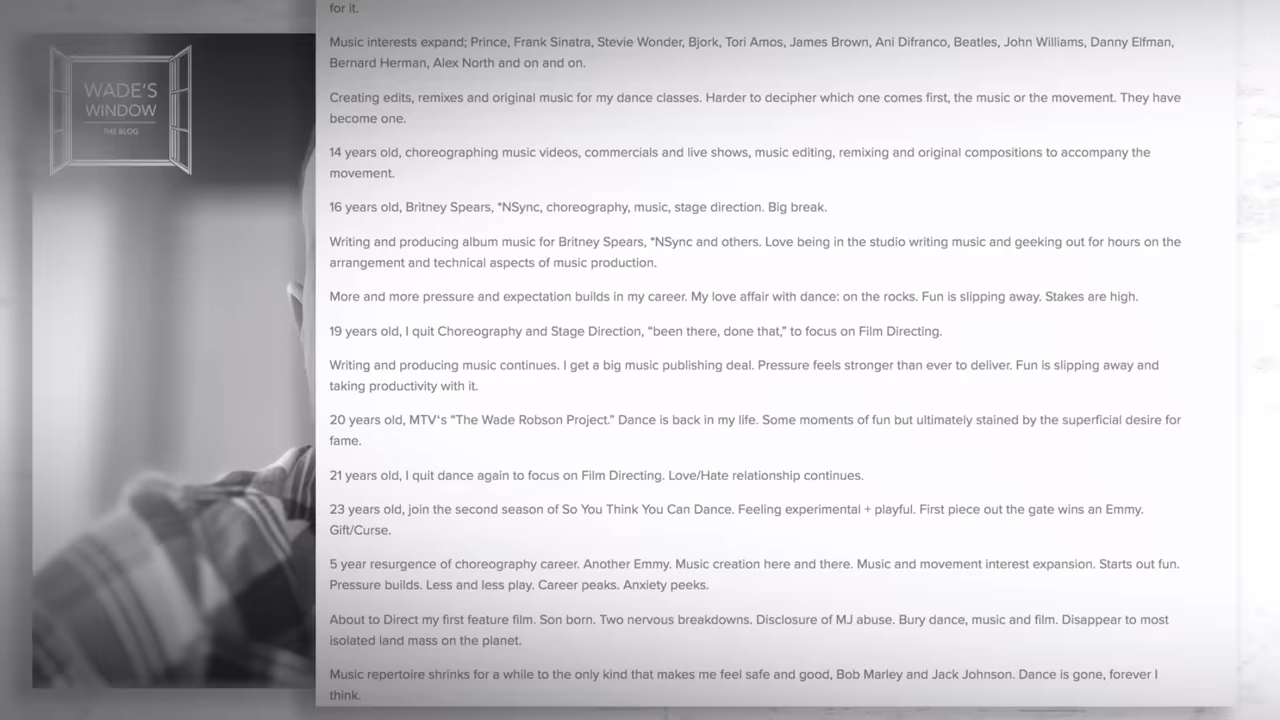 WADE'S
WINDOW
THE BLOG
for it.
Music interests expand; Prince, Frank Sinatra, Stevie Wonder, Bjork, Tori Amos, James Brown, Ani Difranco, Beatles, John Williams, Danny Elfman,
Bernard Herman, Alex North and on and on.
Creating edits, remixes and original music for my dance classes. Harder to decipher which one comes first, the music or the movement. They have
become one.
14 years old, choreographing music videos, commercials and live shows, music editing, remixing and original compositions to accompany the
movement.
16 years old, Britney Spears, *NSync, choreography, music, stage direction. Big break.
Writing and producing album music for Britney Spears, *NSync and others. Love being in the studio writing music and geeking out for hours on the
arrangement and technical aspects of music production.
More and more pressure and expectation builds in my career. My love affair with dance: on the rocks. Fun is slipping away. Stakes are high.
19 years old, I quit Choreography and Stage Direction, “been there, done that,” to focus on Film Directing.
Writing and producing music continues. I get a big music publishing deal. Pressure feels stronger than ever to deliver. Fun is slipping away and
taking productivity with it.
20 years old, MTV‘s “The Wade Robson Project.” Dance is back in my life. Some moments of fun but ultimately stained by the superficial desire for
fame.
21 years old, I quit dance again to focus on Film Directing. Love/Hate relationship continues.
23 years old, join the second season of So You Think You Can Dance. Feeling experimental + playful. First piece out the gate wins an Emmy.
Gift/Curse.
5 year resurgence of choreography career. Another Emmy. Music creation here and there. Music and movement interest expansion. Starts out fun.
Pressure builds. Less and less play. Career peaks. Anxiety peeks.
About to Direct my first feature film. Son born. Two nervous breakdowns. Disclosure of MJ abuse. Bury dance, music and film. Disappear to most
isolated land mass on the planet.
Music repertoire shrinks for a while to the only kind that makes me feel safe and good, Bob Marley and Jack Johnson. Dance is gone, forever I
think.